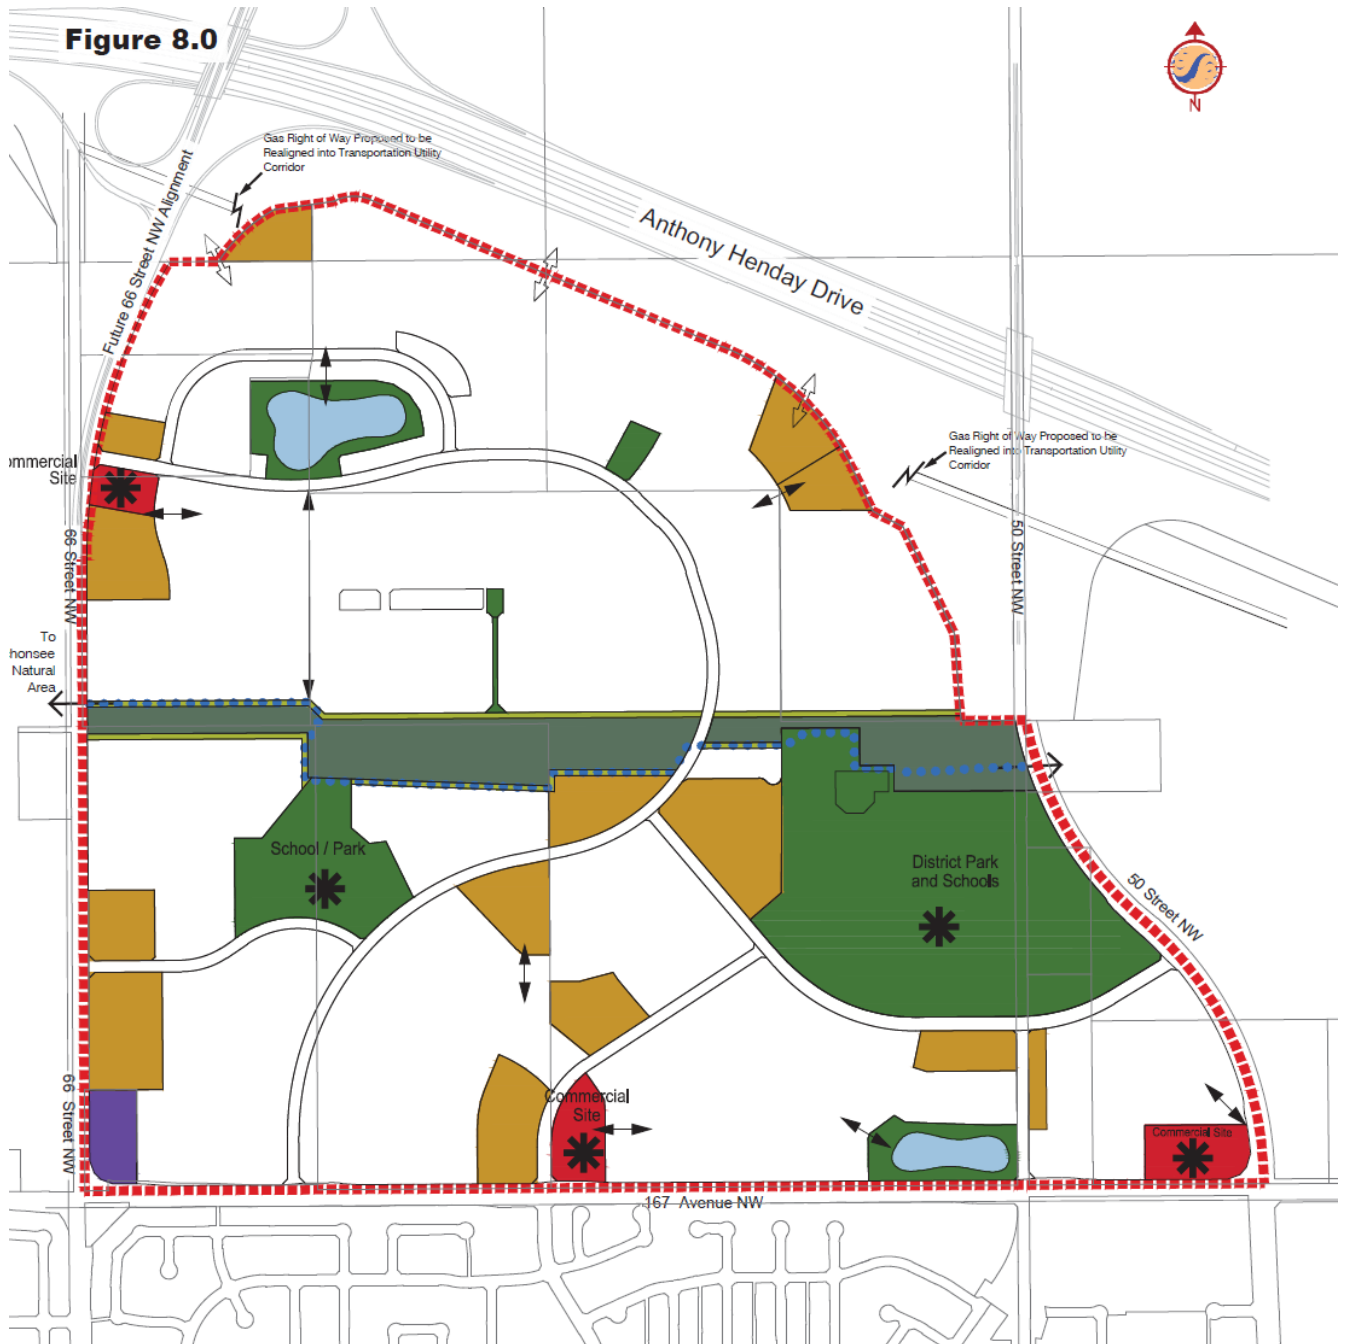 Figure 8.0
N
Gas Right of Way Proposed to be
Realigned into Transportation Utility
Corridor
Future 66 Street NW Alignment
Anthony Henday Drive
ommercial
Site
Gas Right of Way Proposed to be
Realigned into Transportation Utility
Corridor
66 Street NW
50 Street NW
To
honsee
Natural
Area
School / Park
District Park
and Schools
50 Street NW
66 Street NW
Commercial
Site
Commercial Site
167 Avenue NW